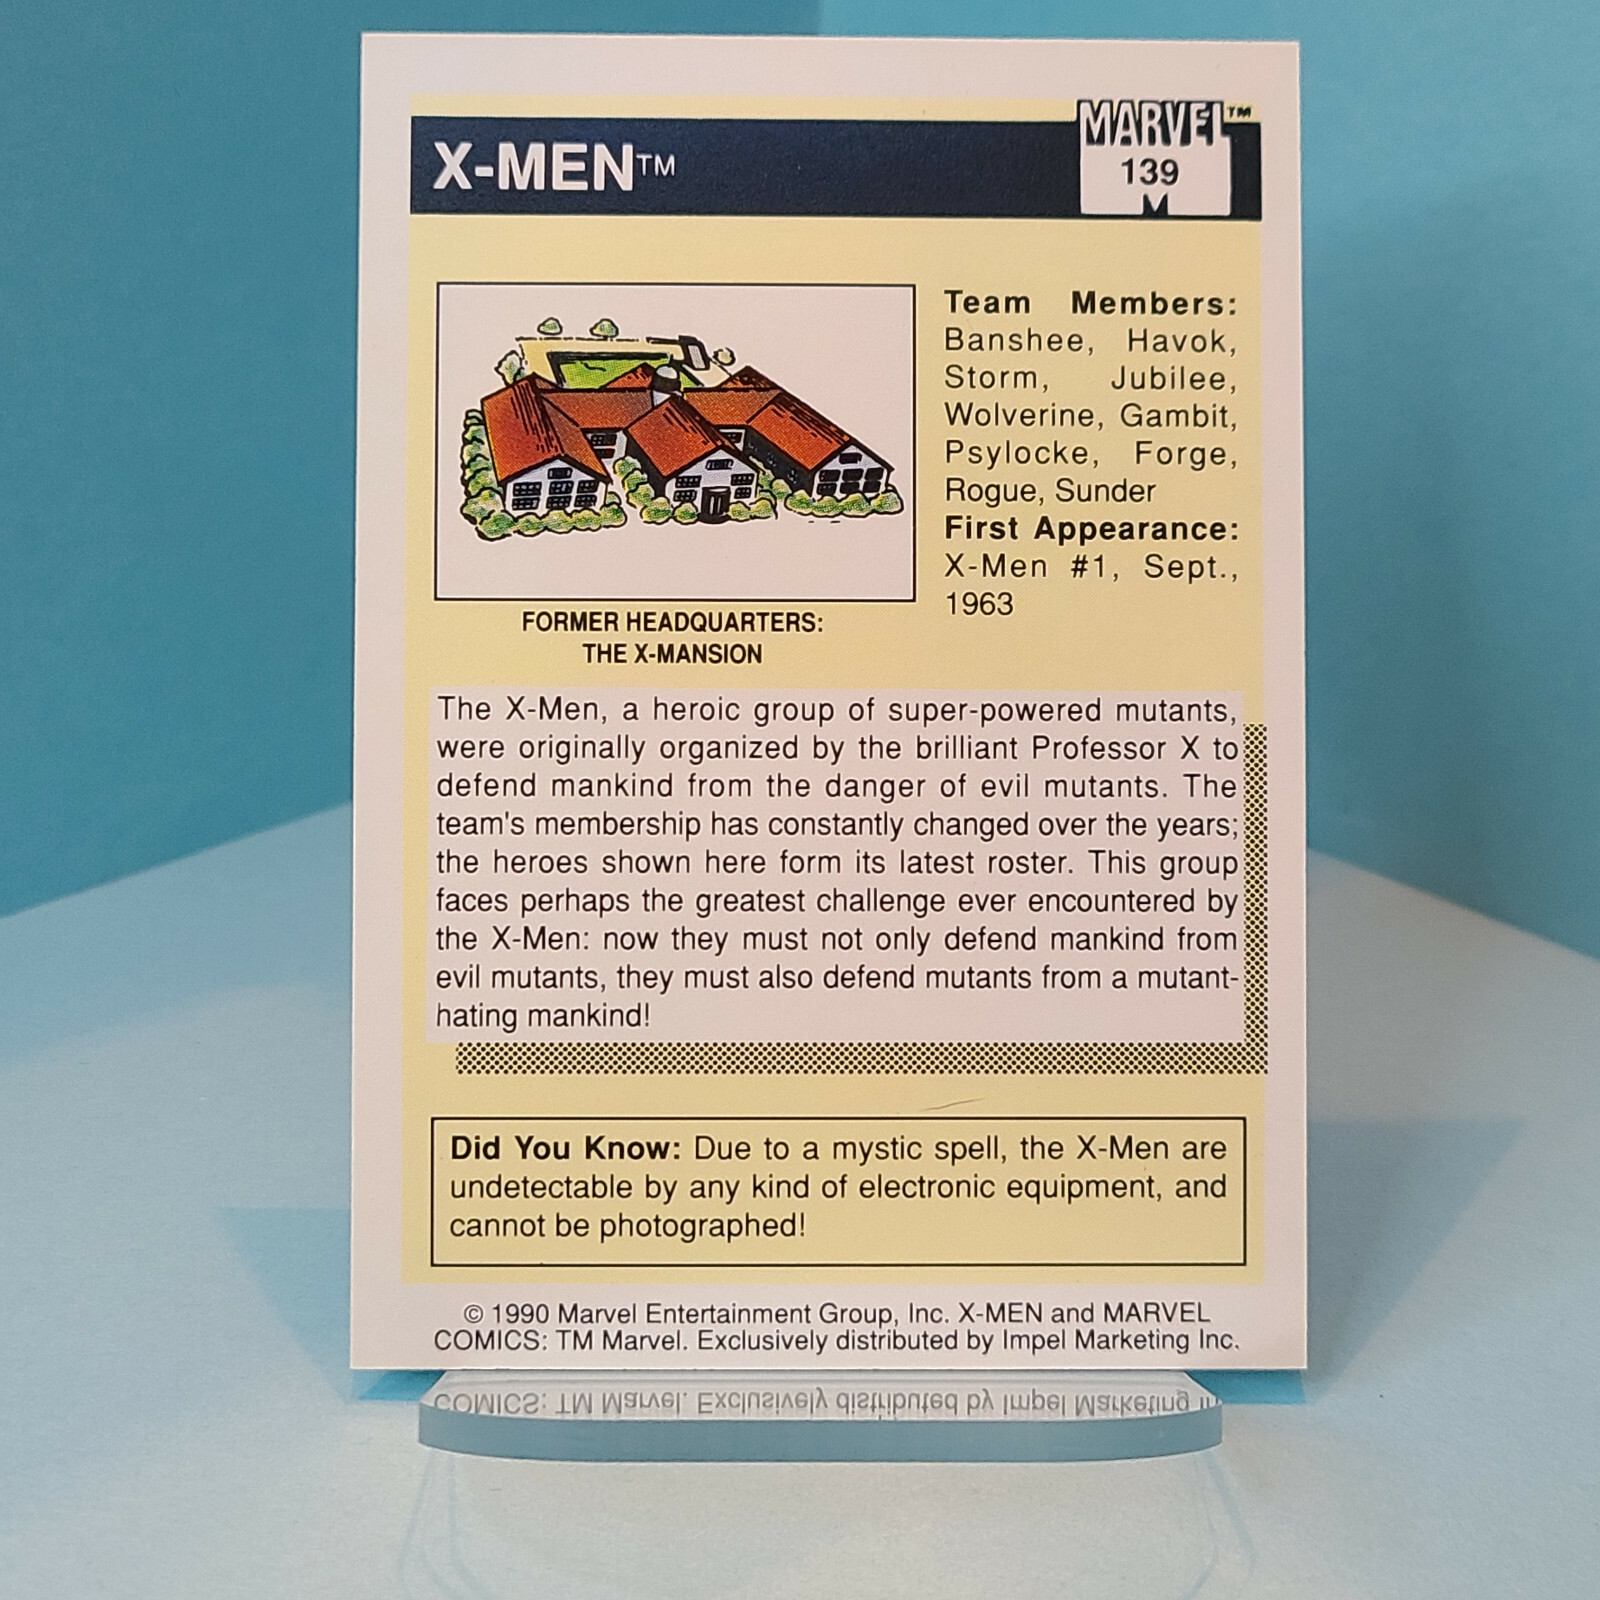 X-MEN™
MARVEL™
139
Team Members:
Banshee, Havok,
Storm, Jubilee,
Wolverine, Gambit,
Psylocke, Forge,
Rogue, Sunder
First Appearance:
X-Men #1, Sept.,
1963
FORMER HEADQUARTERS:
THE X-MANSION
The X-Men, a heroic group of super-powered mutants,
were originally organized by the brilliant Professor X to
defend mankind from the danger of evil mutants. The
team's membership has constantly changed over the years;
the heroes shown here form its latest roster. This group
faces perhaps the greatest challenge ever encountered by
the X-Men: now they must not only defend mankind from
evil mutants, they must also defend mutants from a mutant-
hating mankind!
Did You Know: Due to a mystic spell, the X-Men are
undetectable by any kind of electronic equipment, and
cannot be photographed!
© 1990 Marvel Entertainment Group, Inc. X-MEN and MARVEL
COMICS: TM Marvel. Exclusively distributed by Impel Marketing Inc.